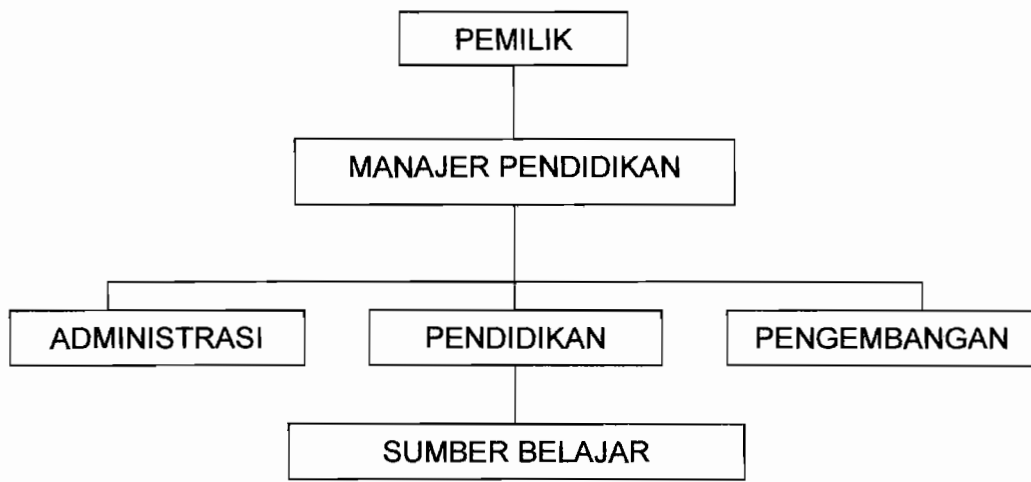 PEMILIK
MANAJER PENDIDIKAN
ADMINISTRASI
PENDIDIKAN
PENGEMBANGAN
SUMBER BELAJAR